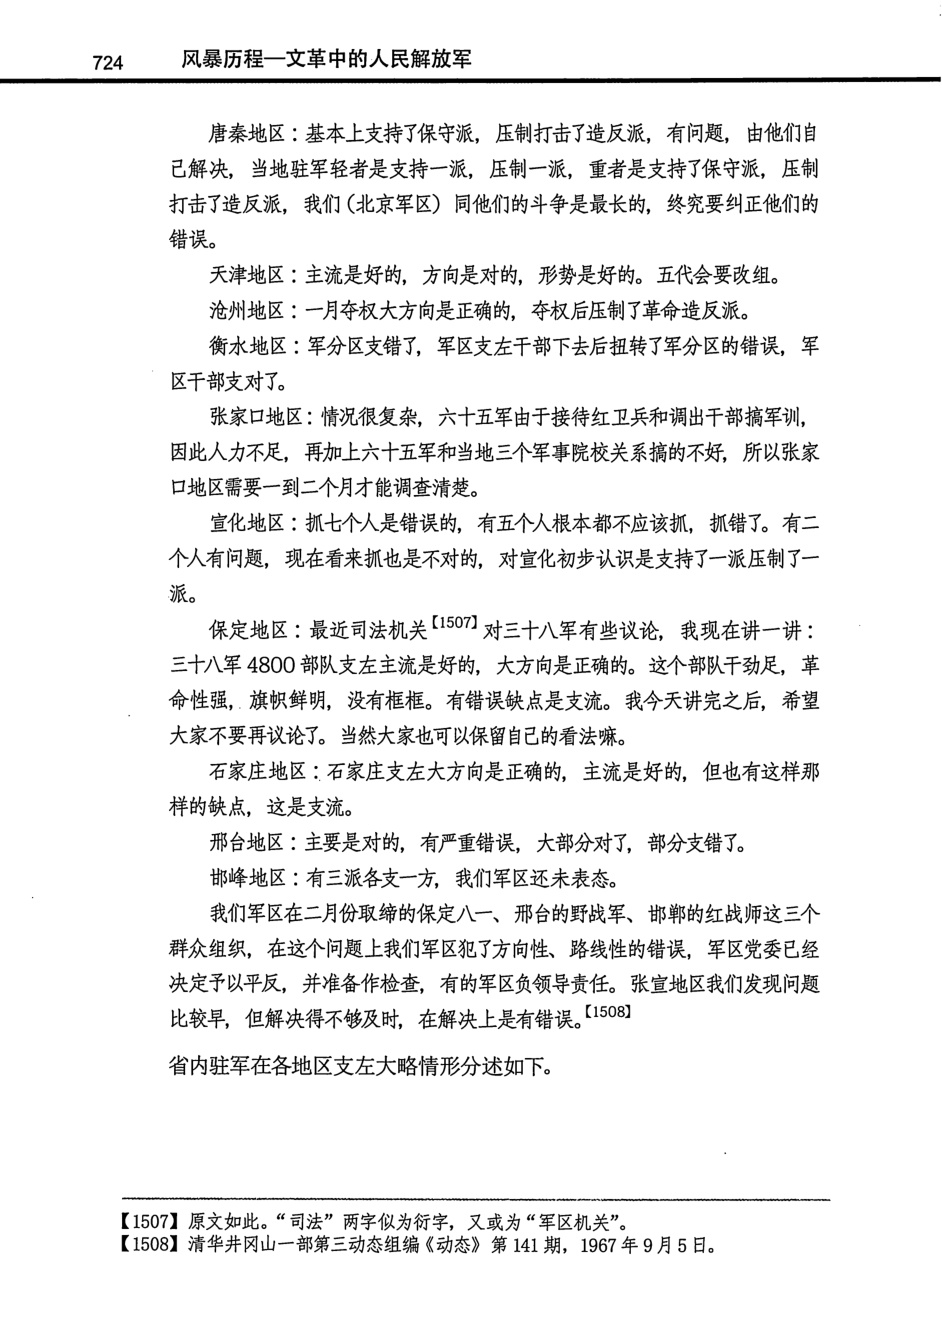 724 风暴历程—文革中的人民解放军
唐秦地区：基本上支持了保守派，压制打击了造反派，有问题，由他们自
己解决，当地驻军轻者是支持一派，压制一派，重者是支持了保守派，压制
打击了造反派，我们（北京军区）同他们的斗争是最长的，终究要纠正他们的
错误。
天津地区：主流是好的，方向是对的，形势是好的。五代会要改组。
沧州地区：一月夺权大方向是正确的，夺权后压制了革命造反派。
衡水地区：军分区支错了，军区支左干部下去后扭转了军分区的错误，军
区干部支对了。
张家口地区：情况很复杂，六十五军由于接待红卫兵和调出干部搞军训，
因此人力不足，再加上六十五军和当地三个军事院校关系搞的不好，所以张家
口地区需要一到二个月才能调查清楚。
宣化地区：抓七个人是错误的，有五个人根本都不应该抓，抓错了。有二
个人有问题，现在看来抓也是不对的，对宣化初步认识是支持了一派压制了一
派。
保定地区：最近司法机关【1507】对三十八军有些议论，我现在讲一讲：
三十八军 4800 部队支左主流是好的，大方向是正确的。这个部队干劲足，革
命性强，旗帜鲜明，没有框框。有错误缺点是支流。我今天讲完之后，希望
大家不要再议论了。当然大家也可以保留自己的看法嘛。
石家庄地区：石家庄支左大方向是正确的，主流是好的，但也有这样那
样的缺点，这是支流。
邢台地区：主要是对的，有严重错误，大部分对了，部分支错了。
邯峰地区：有三派各支一方，我们军区还未表态。
我们军区在二月份取缔的保定八一、邢台的野战军、邯郸的红战师这三个
群众组织，在这个问题上我们军区犯了方向性、路线性的错误，军区党委已经
决定予以平反，并准备作检查，有的军区负领导责任。张宣地区我们发现问题
比较早，但解决得不够及时，在解决上是有错误。【1508】
省内驻军在各地区支左大略情形分述如下。
【1507】原文如此。“司法”两字似为衍字，又或为“军区机关”。
【1508】清华井冈山一部第三动态组编《动态》第 141 期，1967 年 9 月 5 日。